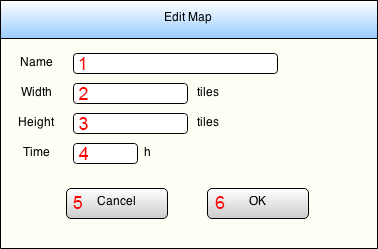 Edit Map
Name 1
Width 2 tiles
Height 3 tiles
Time 4 h
5 Cancel 6 OK